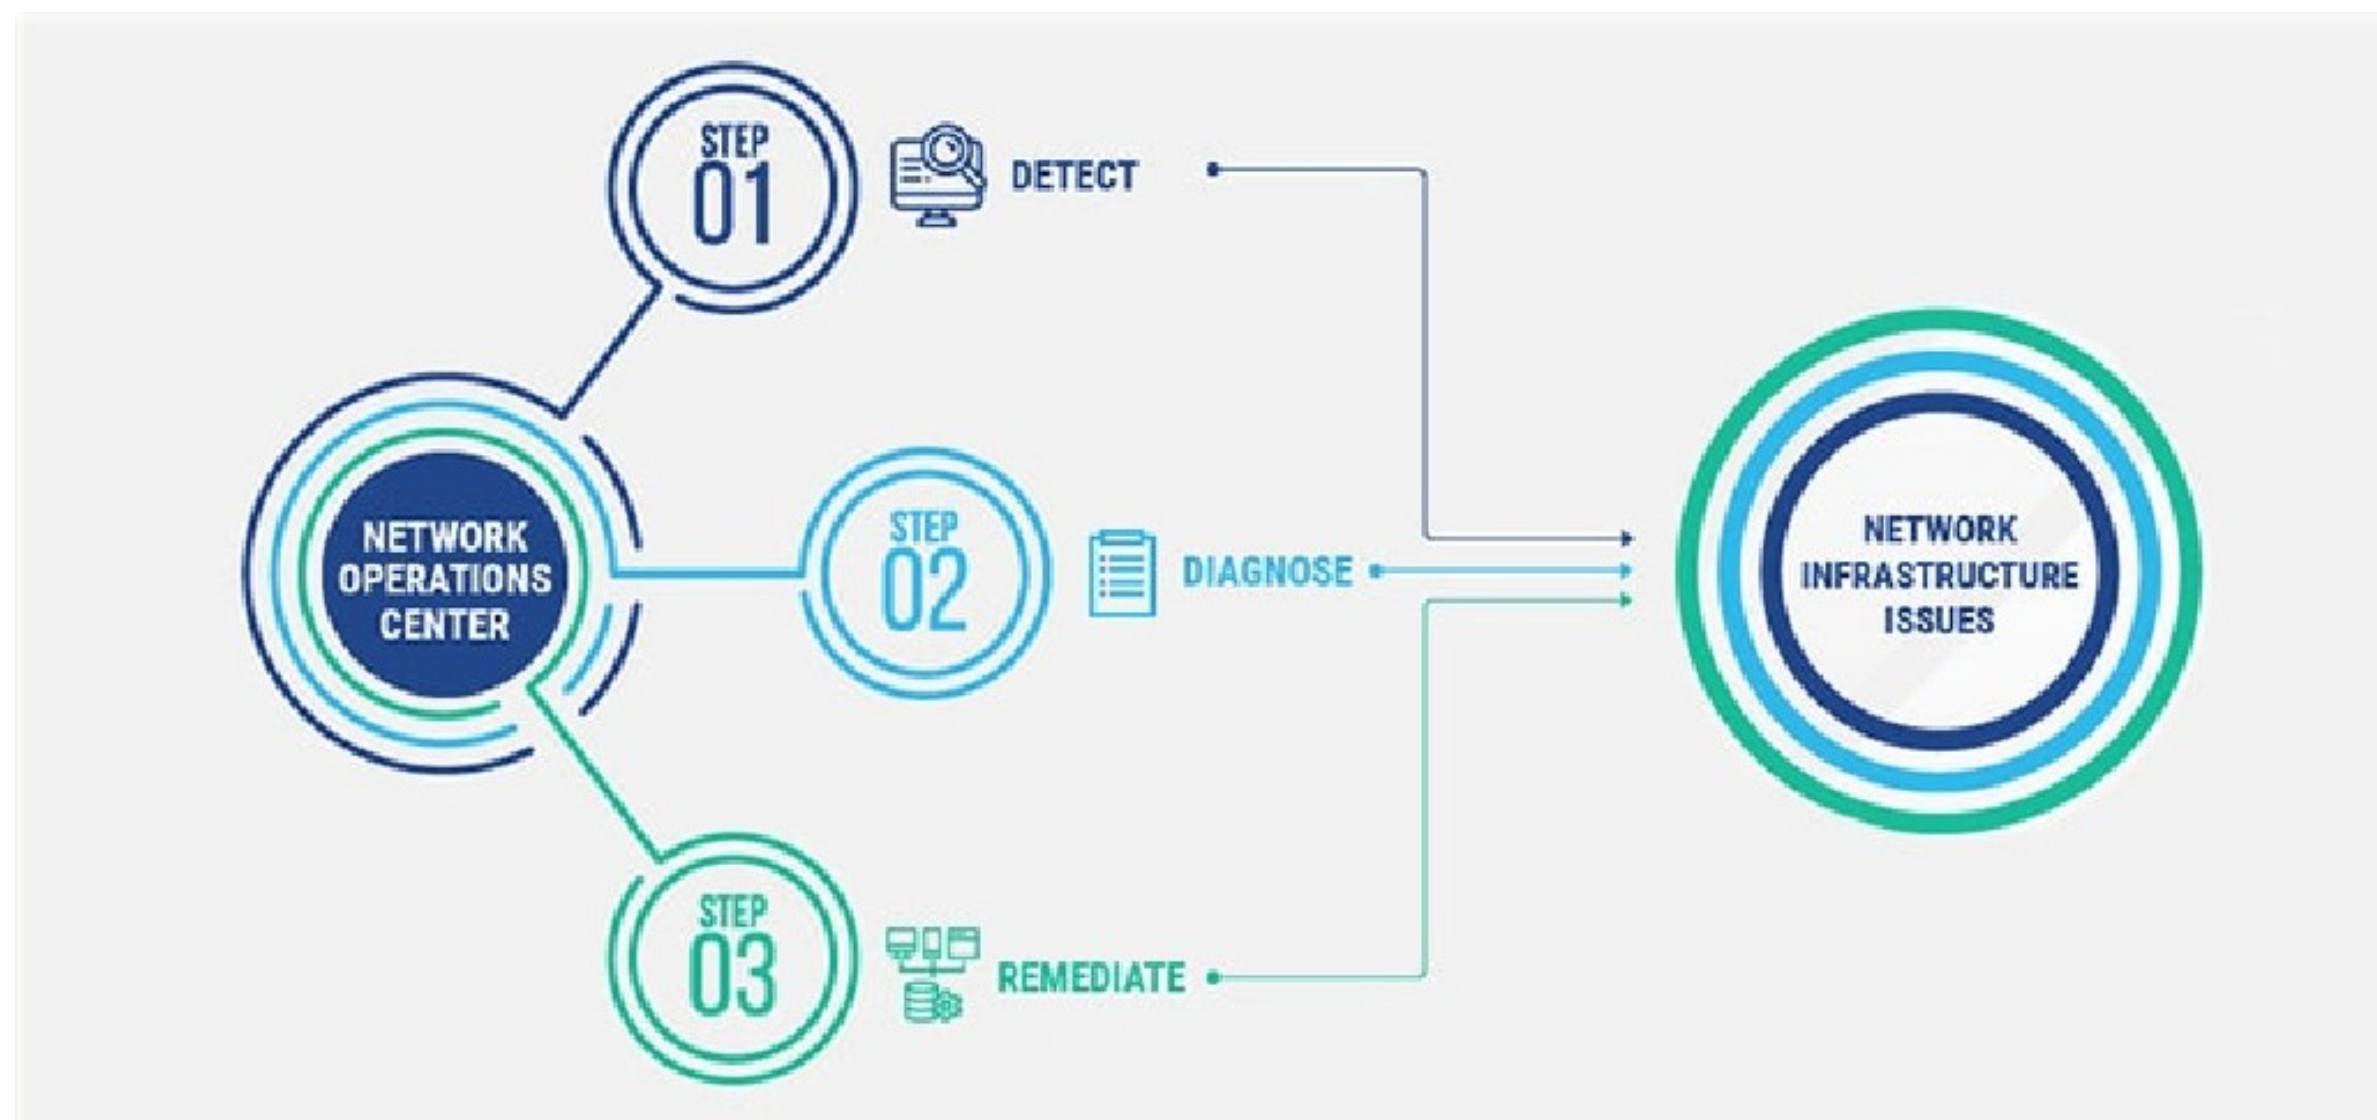 STEP
01
DETECT
NETWORK
OPERATIONS
CENTER
STEP
02
DIAGNOSE
NETWORK
INFRASTRUCTURE
ISSUES
STEP
03
REMEDIATE